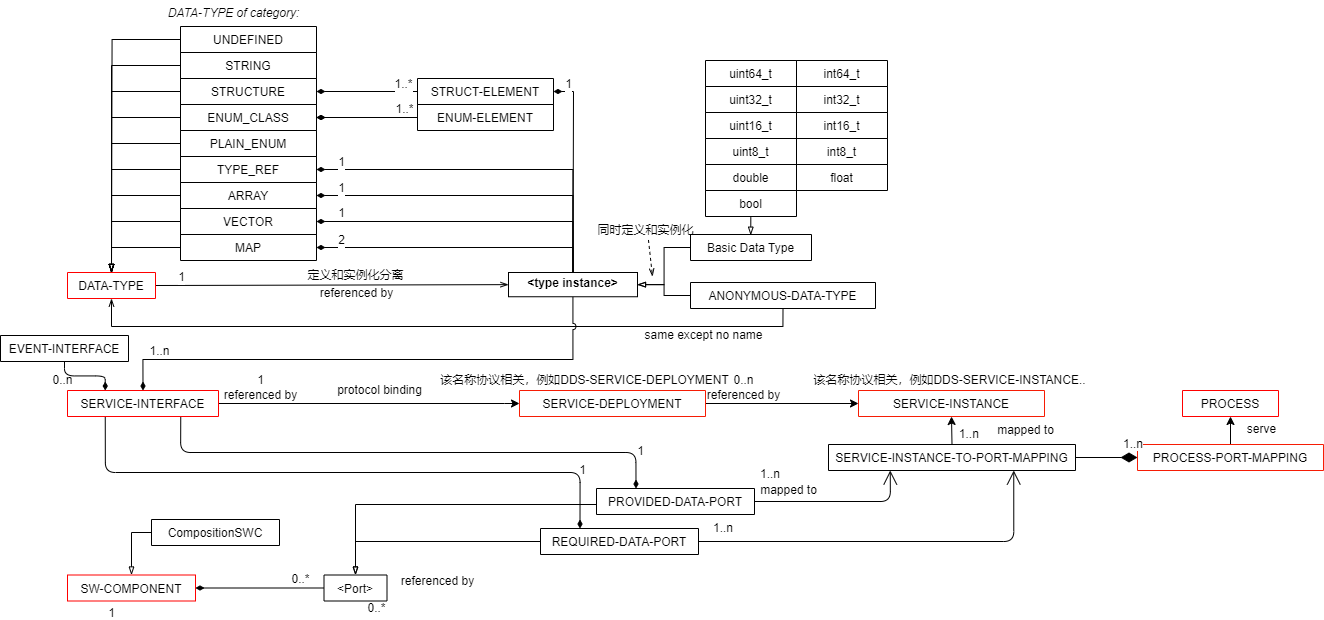 DATA-TYPE of category:
UNDEFINED
STRING
STRUCTURE
1..*
STRUCT-ELEMENT
1
ENUM_CLASS
1..*
ENUM-ELEMENT
PLAIN_ENUM
TYPE_REF
1
ARRAY
1
VECTOR
1
MAP
2
uint64_t
int64_t
uint32_t
int32_t
uint16_t
int16_t
uint8_t
int8_t
double
float
bool
同时定义和实例化
Basic Data Type
DATA-TYPE
1
定义和实例化分离
referenced by
<type instance>
ANONYMOUS-DATA-TYPE
same except no name
EVENT-INTERFACE
1..n
0..n
SERVICE-INTERFACE
1
referenced by
protocol binding
该名称协议相关，例如DDS-SERVICE-DEPLOYMENT
0..n
SERVICE-DEPLOYMENT
referenced by
该名称协议相关，例如DDS-SERVICE-INSTANCE..
SERVICE-INSTANCE
PROCESS
1..n
mapped to
serve
SERVICE-INSTANCE-TO-PORT-MAPPING
1..n
PROCESS-PORT-MAPPING
1
1
1..n
mapped to
PROVIDED-DATA-PORT
1..n
REQUIRED-DATA-PORT
CompositionSWC
SW-COMPONENT
1
0..*
<Port>
0..*
referenced by